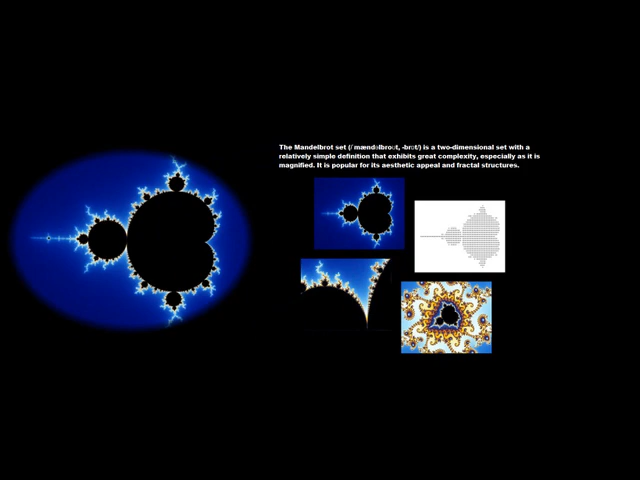 The Mandelbrot set (/ˈmændəlbroʊt, -brɔt/) is a two-dimensional set with a
relatively simple definition that exhibits great complexity, especially as it is
magnified. It is popular for its aesthetic appeal and fractal structures.